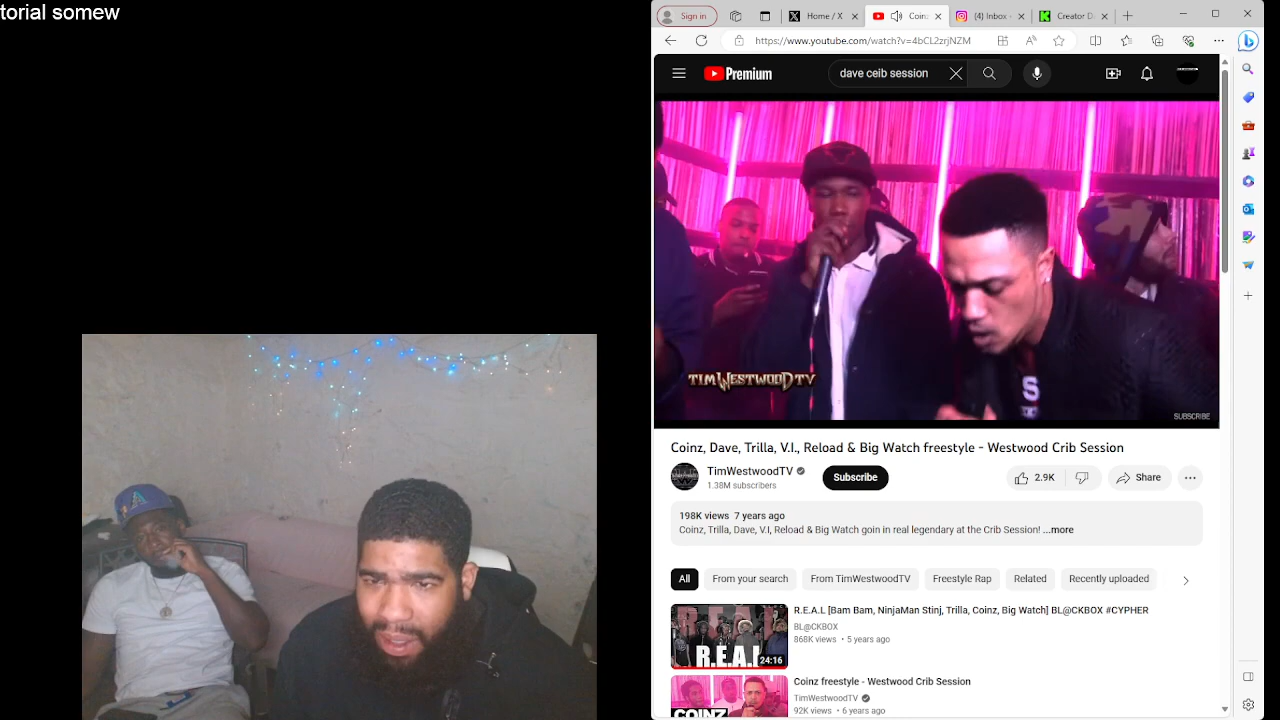 torial somew
Sign in
Home / X
Coinz
(1) Inbox
Creator D
https://www.youtube.com/watch?v=4bCL2zrjNZM
Premium
dave ceib session
TIMWESTWOODTV
S
SUBSCRIBE
Coinz, Dave, Trilla, V.I., Reload & Big Watch freestyle - Westwood Crib Session
TimWestwoodTV
1.38M subscribers
Subscribe
2.9K
Share
198K views 7 years ago
Coinz, Trilla, Dave, V.I, Reload & Big Watch goin in real legendary at the Crib Session! ...more
All
From your search
From TimWestwoodTV
Freestyle Rap
Related
Recently uploaded
R.E.A.L [Bam Bam, NinjaMan Stinj, Trilla, Coinz, Big Watch] BL@CKBOX #CYPHER
BL@CKBOX
868K views • 5 years ago
R.E.A.L
24:16
Coinz freestyle - Westwood Crib Session
TimWestwoodTV
92K views • 6 years ago
COINZ